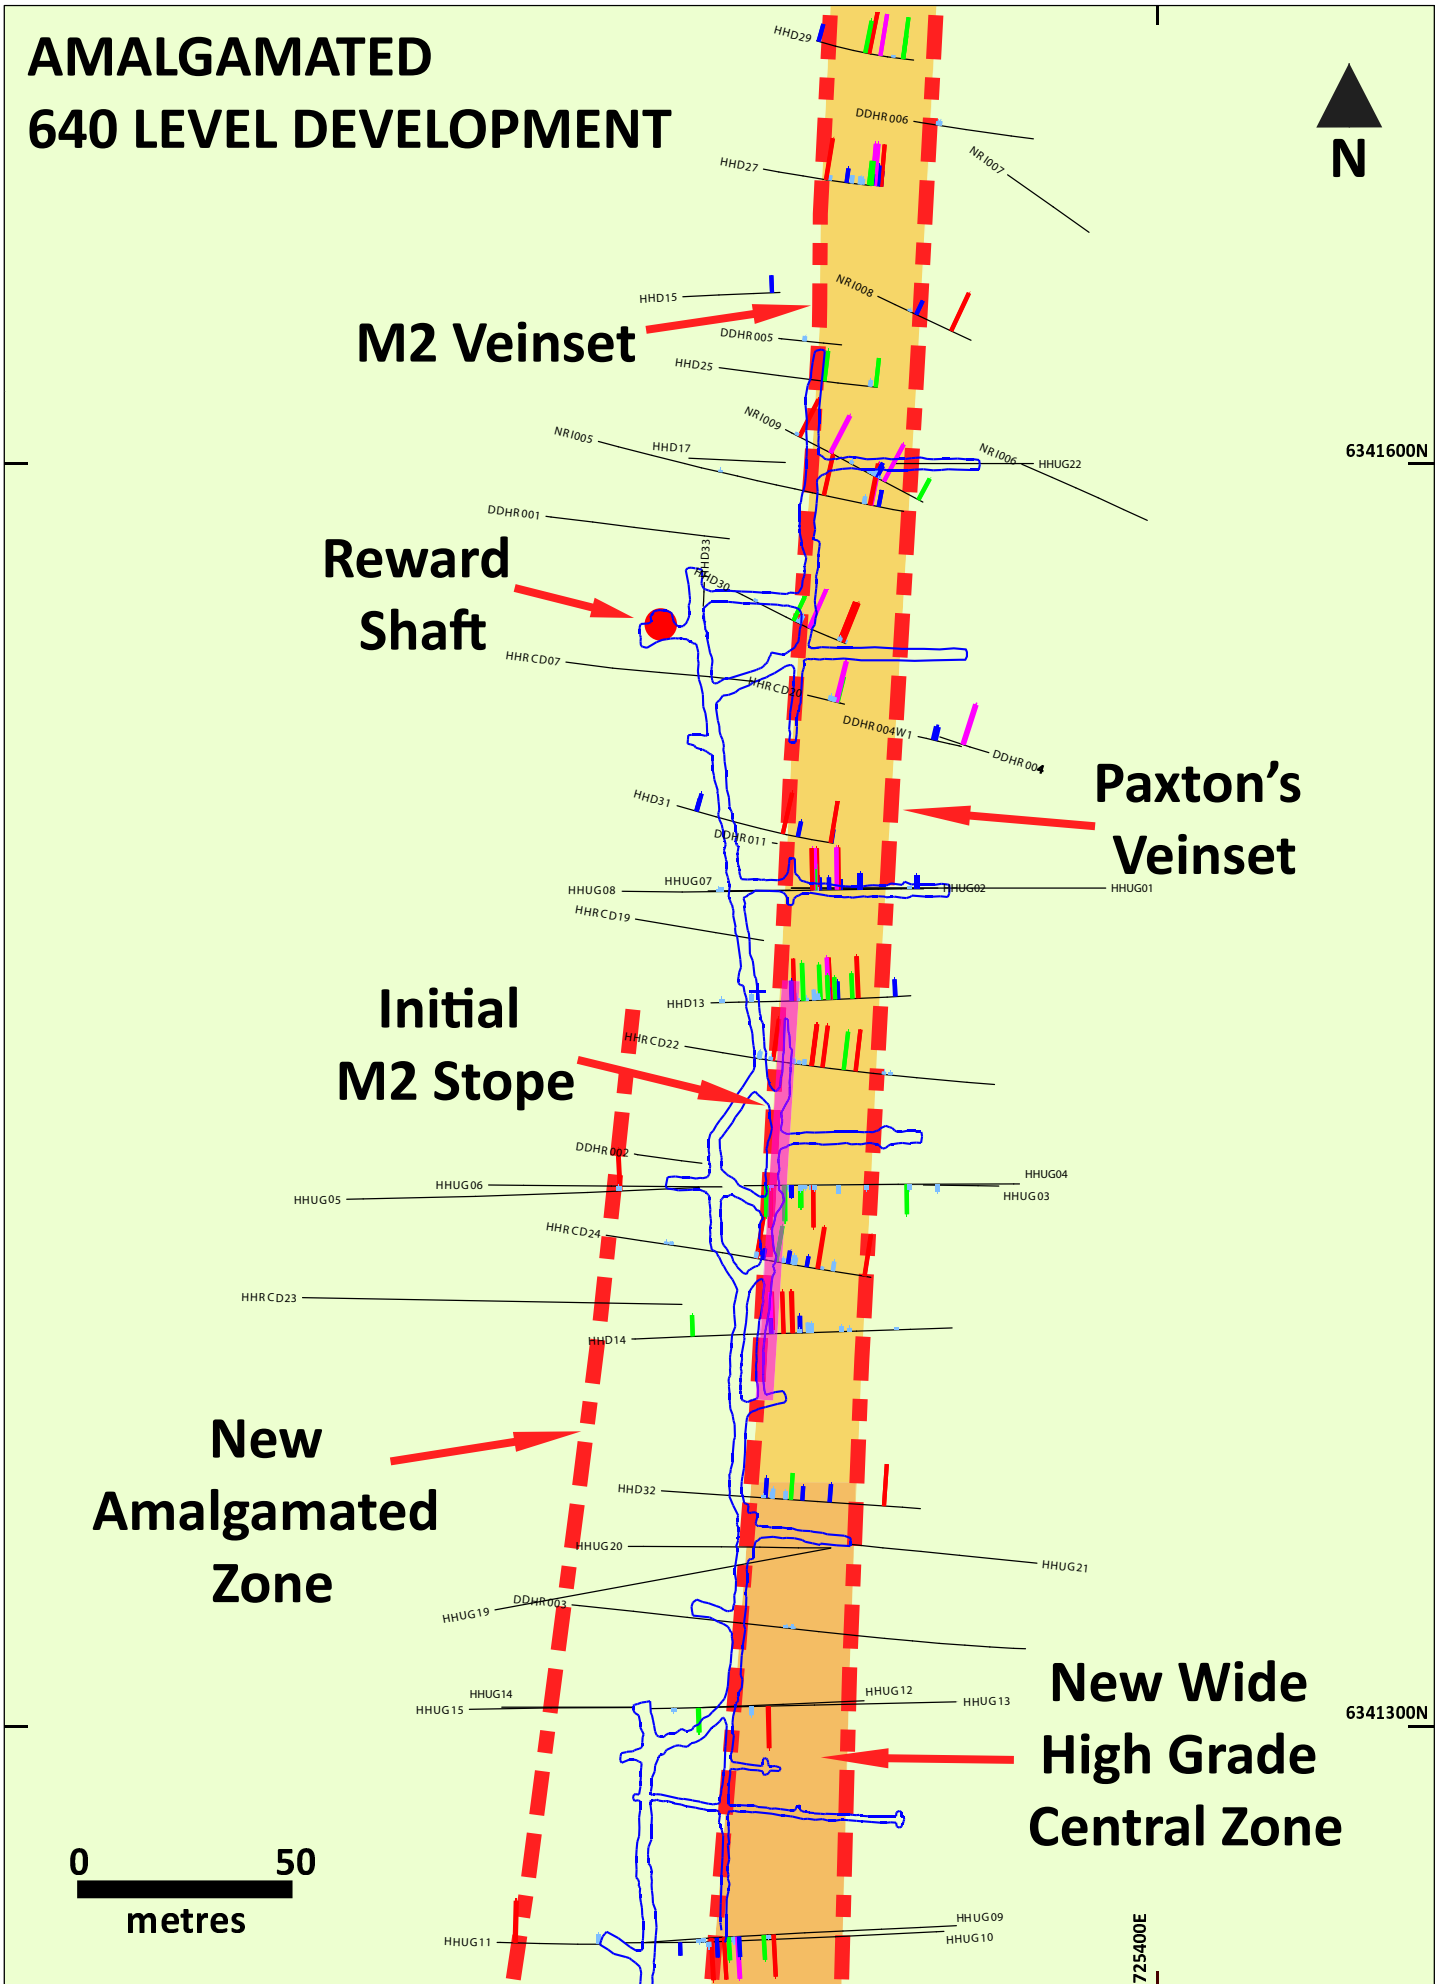 AMALGAMATED
640 LEVEL DEVELOPMENT
N
HHD29
DDHR006
NRI007
HHD27
HHD15
NRI008
M2 Veinset
DDHR005
HHD25
NRI009
NRI005
HHD17
NRI006
HHUG22
6341600N
DDHR001
HHD33
HHD30
Reward
Shaft
HHRCD07
HHRCD20
DDHR004W1
DDHR004
Paxton's
Veinset
HHD31
DDHR011
HHUG07
HHUG08
HHUG02
HHUG01
HHRCD19
HHD13
Initial
M2 Stope
HHRCD22
DDHR002
HHUG06
HHUG05
HHUG04
HHUG03
HHRCD24
HHRCD23
HHD14
New
Amalgamated
Zone
HHD32
HHUG20
HHUG21
HHUG19
DDHR003
HHUG14
HHUG15
HHUG12
HHUG13
New Wide
High Grade
Central Zone
6341300N
0 50
metres
HHUG11
HHUG09
HHUG10
725400E